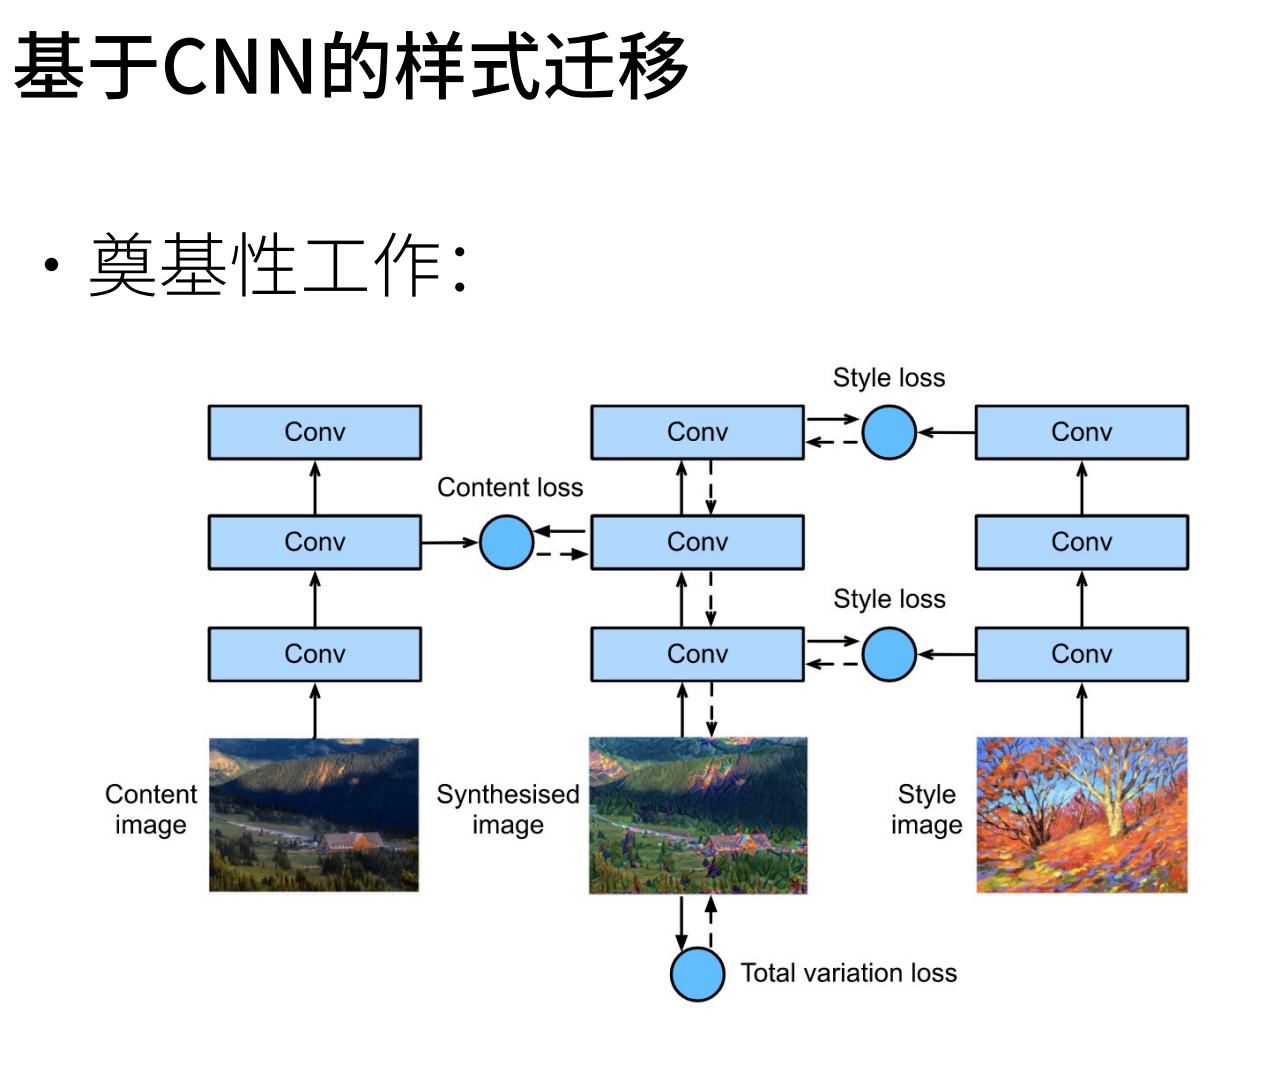 基于CNN的样式迁移
• 奠基性工作：
Style loss
Conv
Conv
Conv
Content loss
Conv
Conv
Conv
Style loss
Conv
Conv
Conv
Content
image
Synthesised
image
Style
image
Total variation loss